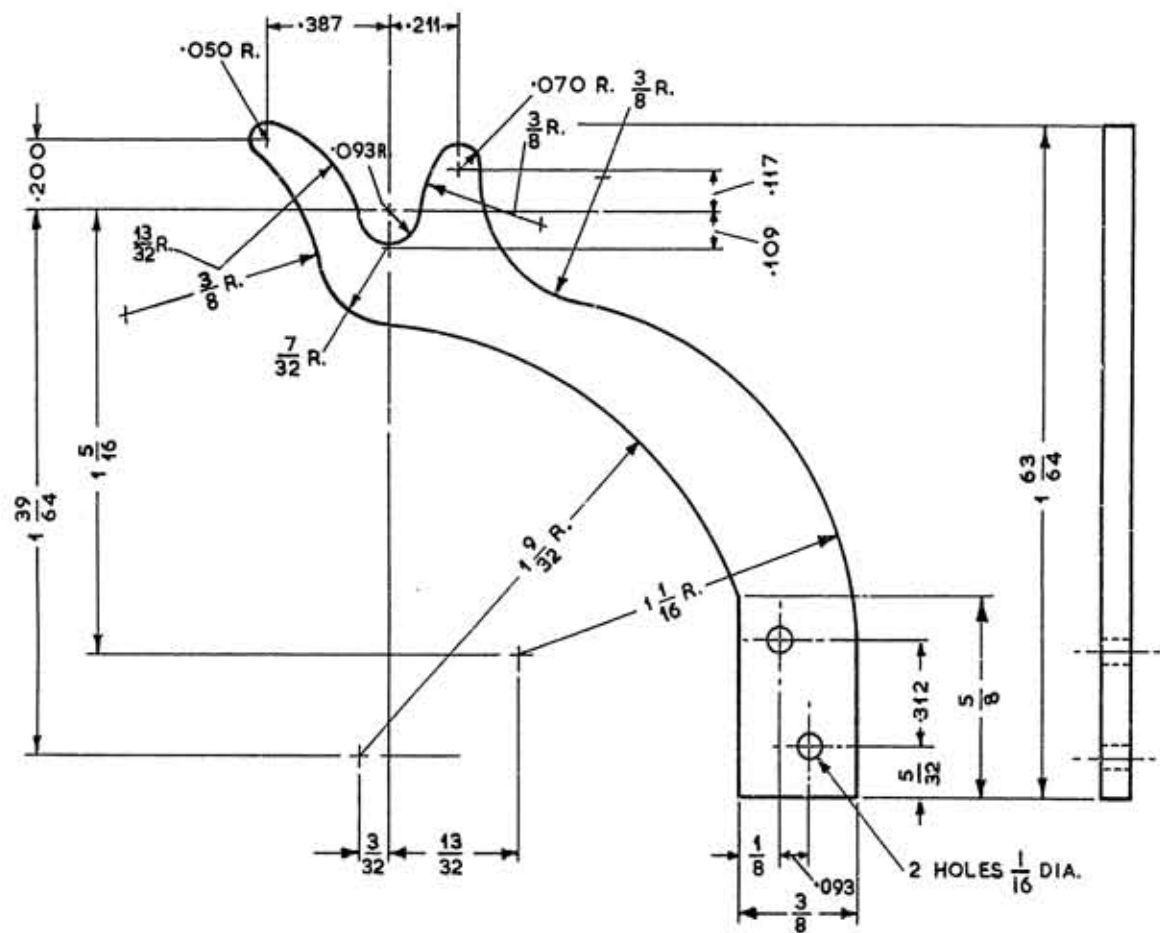 .387
.211
.050 R.
.070 R.
3/8 R.
3/8 R.
.093R.
.200
.117
.109
13/32 R.
3/8 R.
7/32 R.
1 5/16
1 39/64
1 63/64
1 9/32 R.
1 1/16 R.
.312
5/8
5/32
3/32
13/32
1/8
.093
2 HOLES 1/16 DIA.
3/8